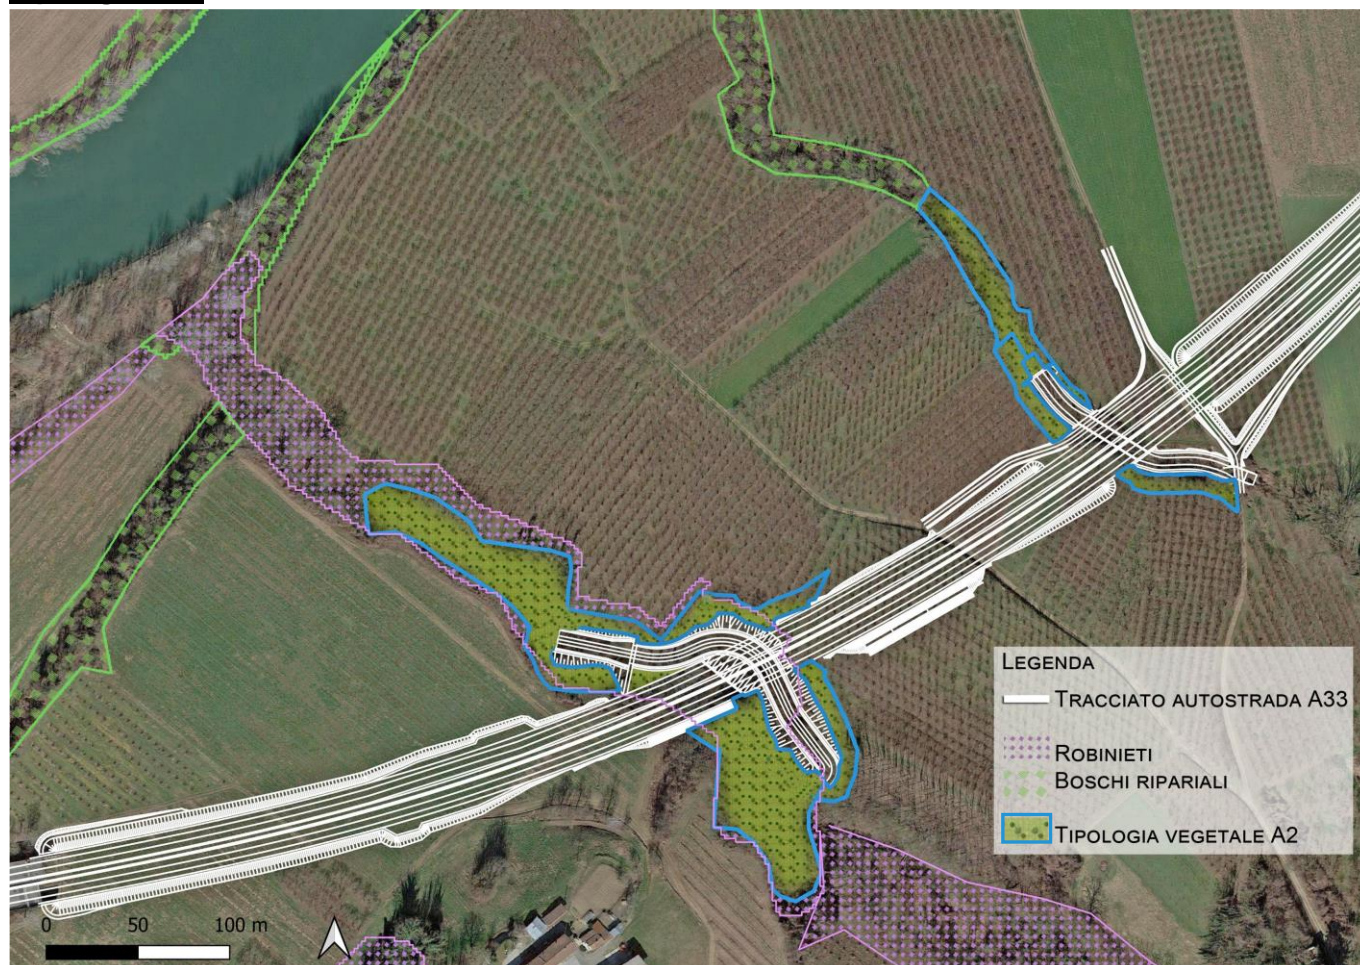 LEGENDA
TRACCIATO AUTOSTRADA A33
ROBINIETI
BOSCHI RIPARIALI
TIPOLOGIA VEGETALE A2
0 50 100 m